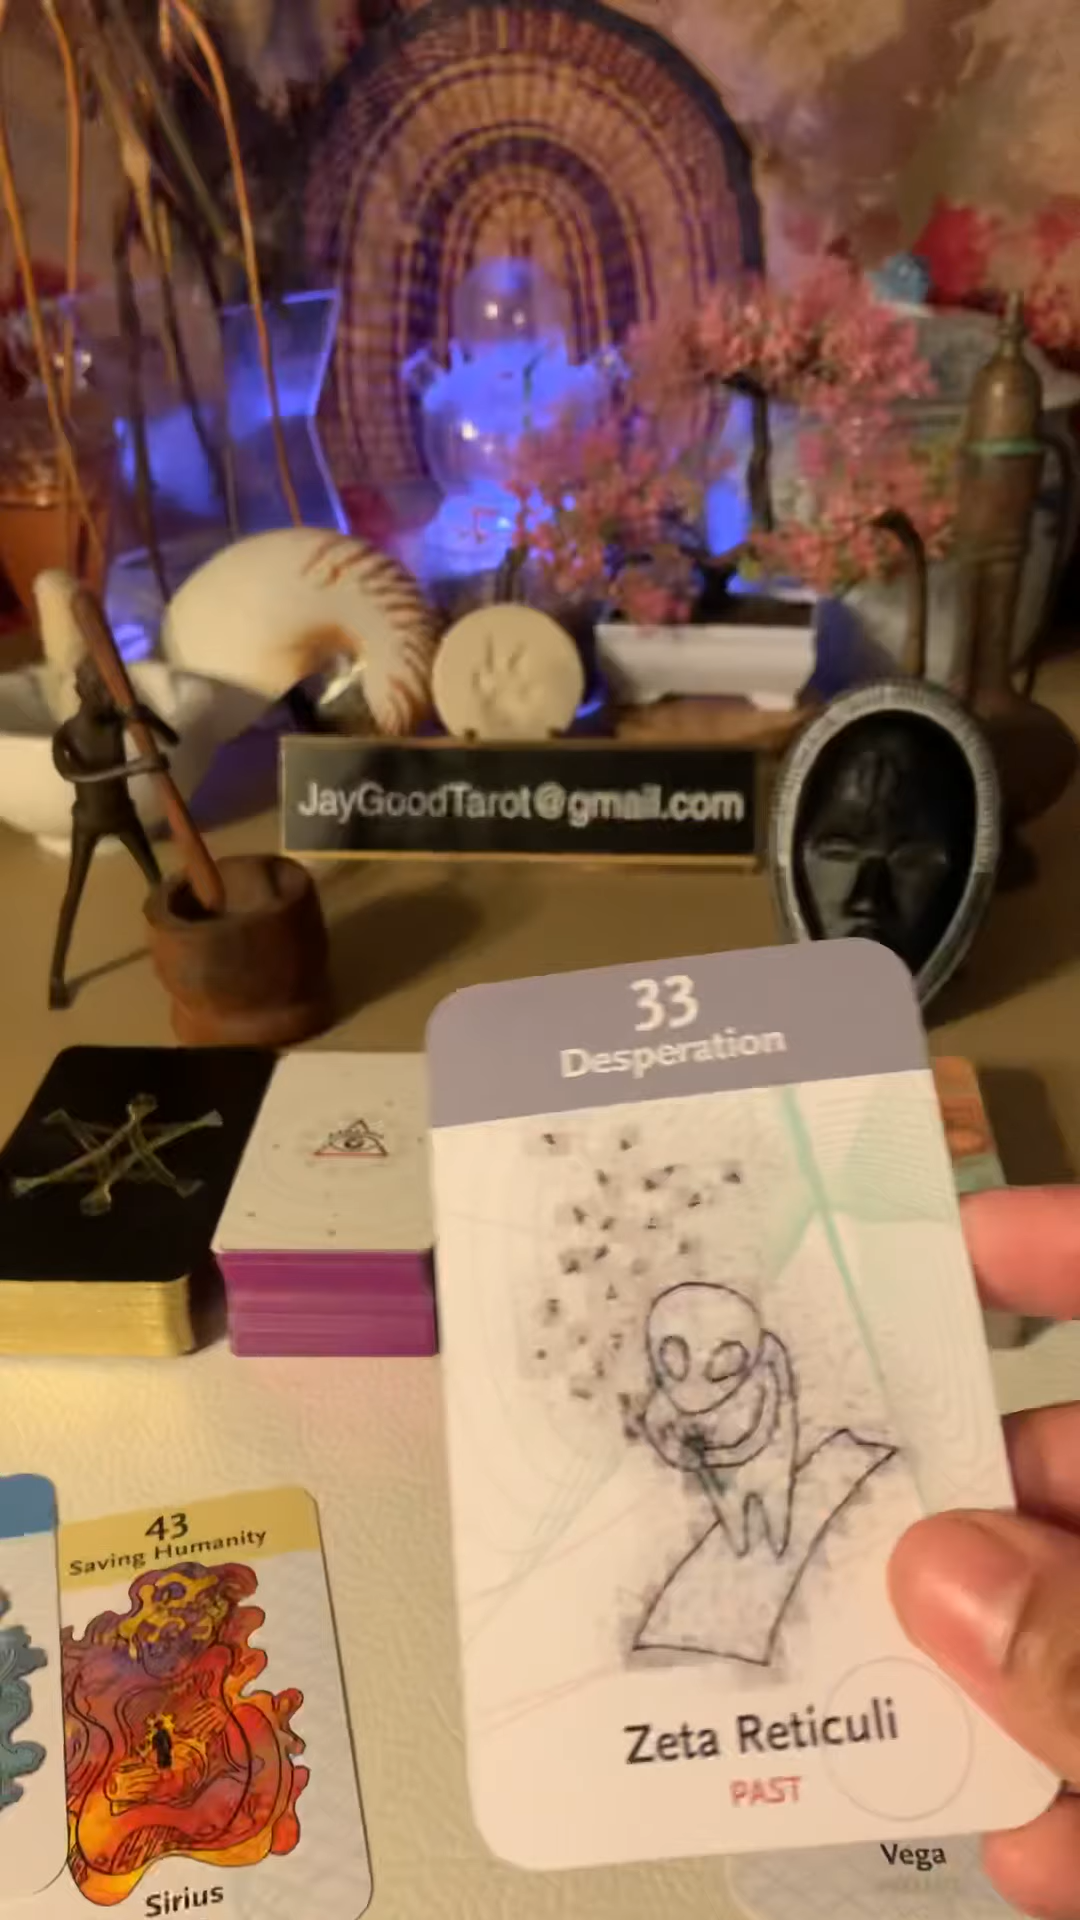 JayGoodTarot@gmail.com
33
Desperation
Zeta Reticuli
PAST
43
Saving Humanity
Sirius
Vega